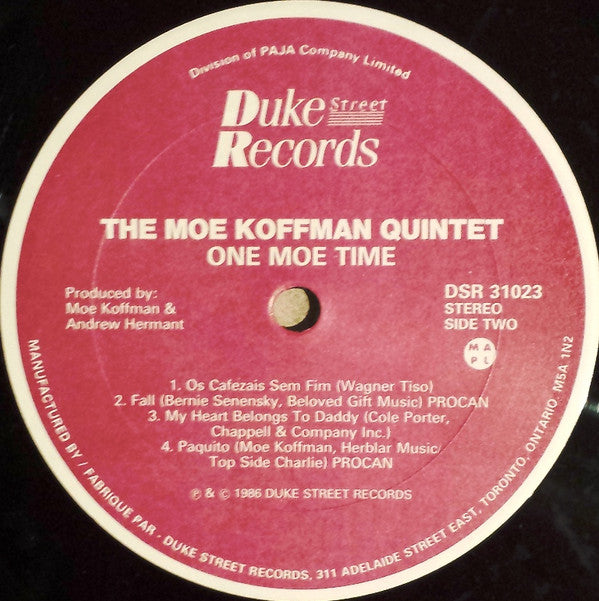 Division of PAJA Company Limited
Duke Street
Records
THE MOE KOFFMAN QUINTET
ONE MOE TIME
Produced by:
Moe Koffman &
Andrew Hermant
DSR 31023
STEREO
SIDE TWO
M A
P L
1. Os Cafezais Sem Fim (Wagner Tiso)
2. Fall (Bernie Senensky, Beloved Gift Music) PROCAN
3. My Heart Belongs To Daddy (Cole Porter,
Chappell & Company Inc.)
4. Paquito (Moe Koffman, Herblar Music/
Top Side Charlie) PROCAN
℗ & © 1986 DUKE STREET RECORDS
MANUFACTURED BY / FABRIQUE PAR - DUKE STREET RECORDS, 311 ADELAIDE STREET EAST, TORONTO, ONTARIO. M5A 1N2